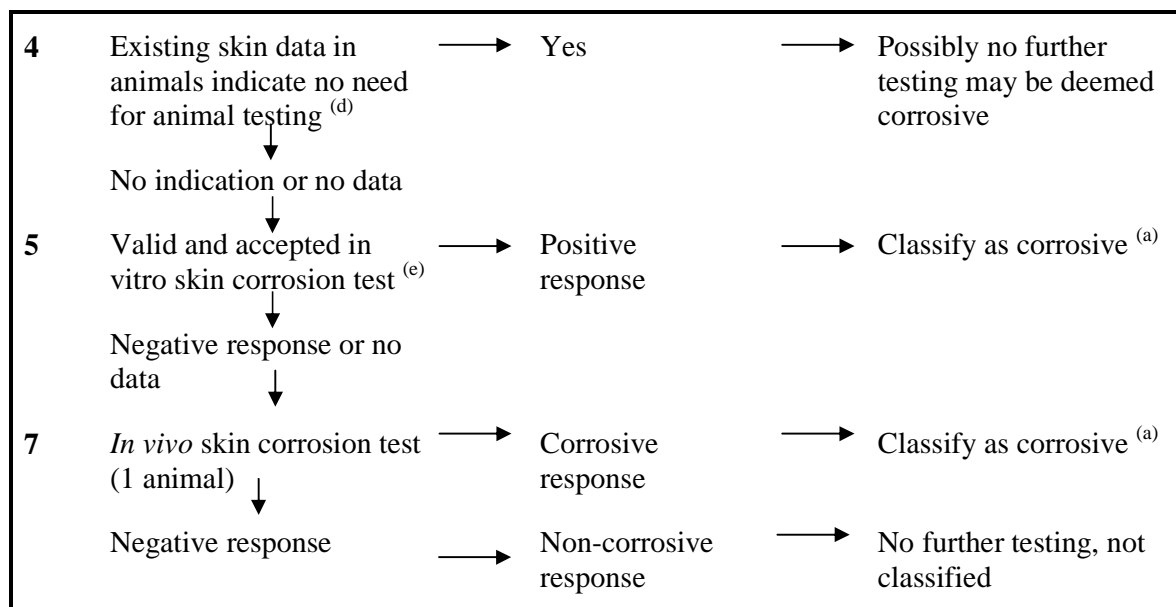 4 Existing skin data in Yes Possibly no further
animals indicate no need testing may be deemed
for animal testing (d) corrosive
No indication or no data
5 Valid and accepted in Positive Classify as corrosive (a)
vitro skin corrosion test (e) response
Negative response or no
data
7 In vivo skin corrosion test Corrosive Classify as corrosive (a)
(1 animal) response
Negative response Non-corrosive No further testing, not
response classified